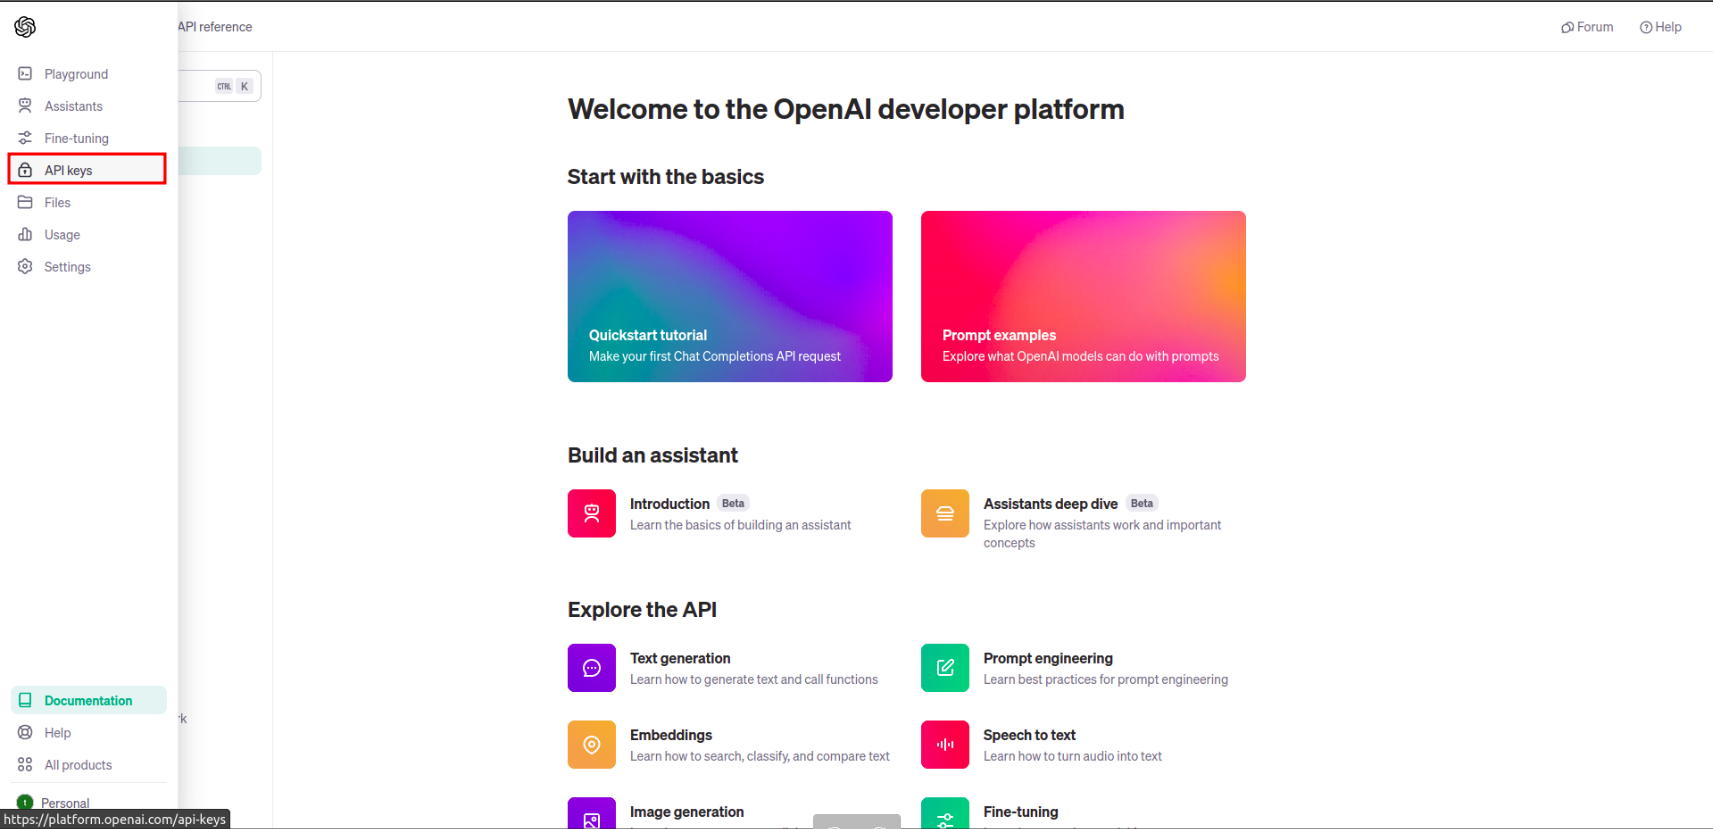 API reference
Forum
Help
Playground
Assistants
Fine-tuning
API keys
Files
Usage
Settings
CTRL K
Welcome to the OpenAI developer platform
Start with the basics
Quickstart tutorial
Make your first Chat Completions API request
Prompt examples
Explore what OpenAI models can do with prompts
Build an assistant
Introduction Beta
Learn the basics of building an assistant
Assistants deep dive Beta
Explore how assistants work and important
concepts
Explore the API
Text generation
Learn how to generate text and call functions
Prompt engineering
Learn best practices for prompt engineering
Embeddings
Learn how to search, classify, and compare text
Speech to text
Learn how to turn audio into text
Image generation
Fine-tuning
Documentation
rk
Help
All products
Personal
https://platform.openai.com/api-keys